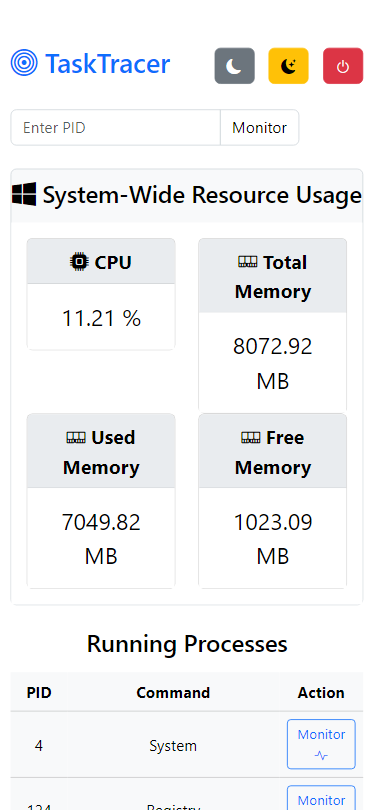 TaskTracer
Enter PID Monitor
System-Wide Resource Usage
CPU
11.21 %
Total
Memory
8072.92
MB
Used
Memory
7049.82
MB
Free
Memory
1023.09
MB
Running Processes
PID Command Action
4 System Monitor
124 Registry Monitor